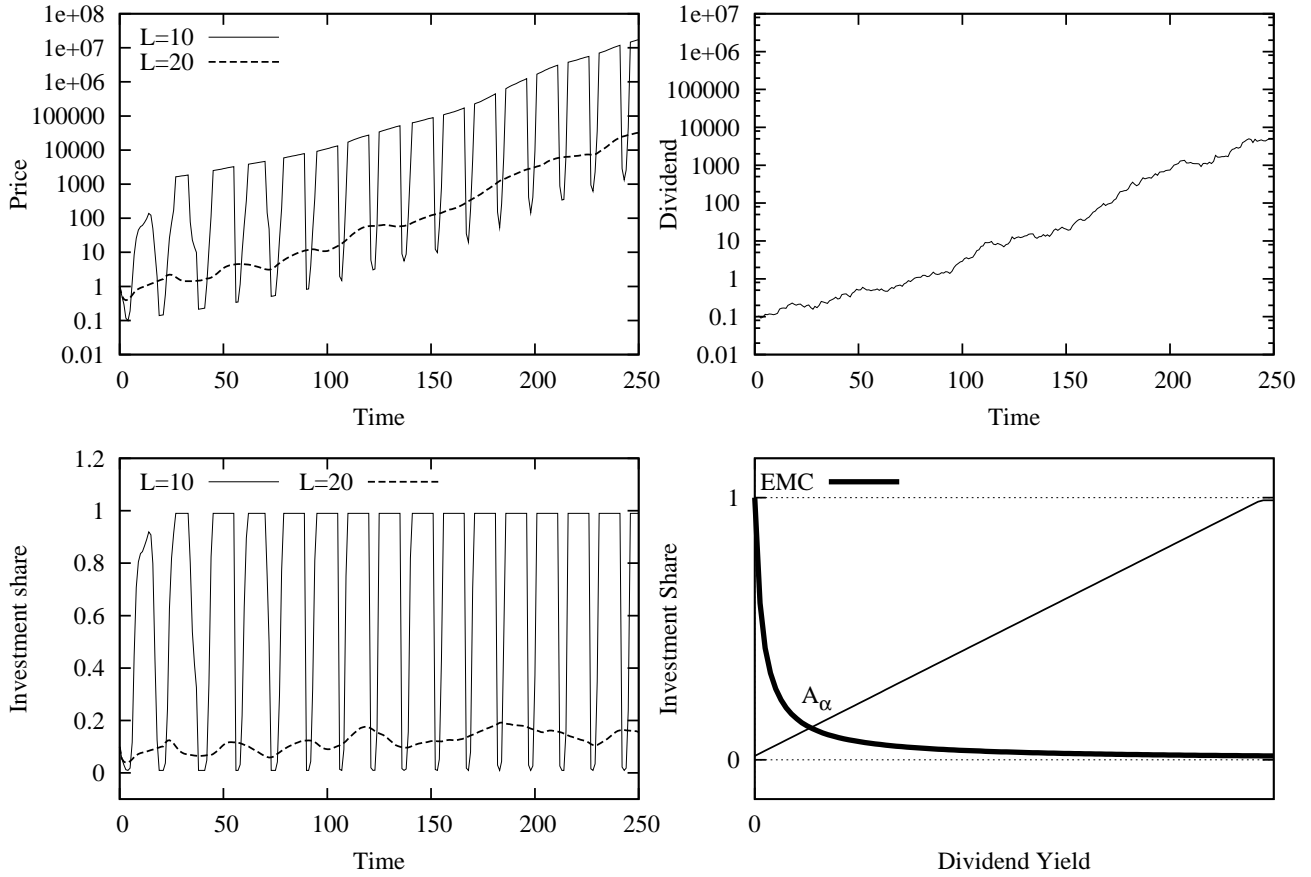 1e+08
1e+07
1e+06
100000
10000
1000
100
10
1
0.1
0.01
Price
L=10
L=20
0 50 100 150 200 250
Time
1e+07
1e+06
100000
10000
1000
100
10
1
0.1
0.01
Dividend
0 50 100 150 200 250
Time
1.2
1
0.8
0.6
0.4
0.2
0
Investment share
L=10 L=20
0 50 100 150 200 250
Time
1
0
Investment Share
EMC
Aα
0
Dividend Yield